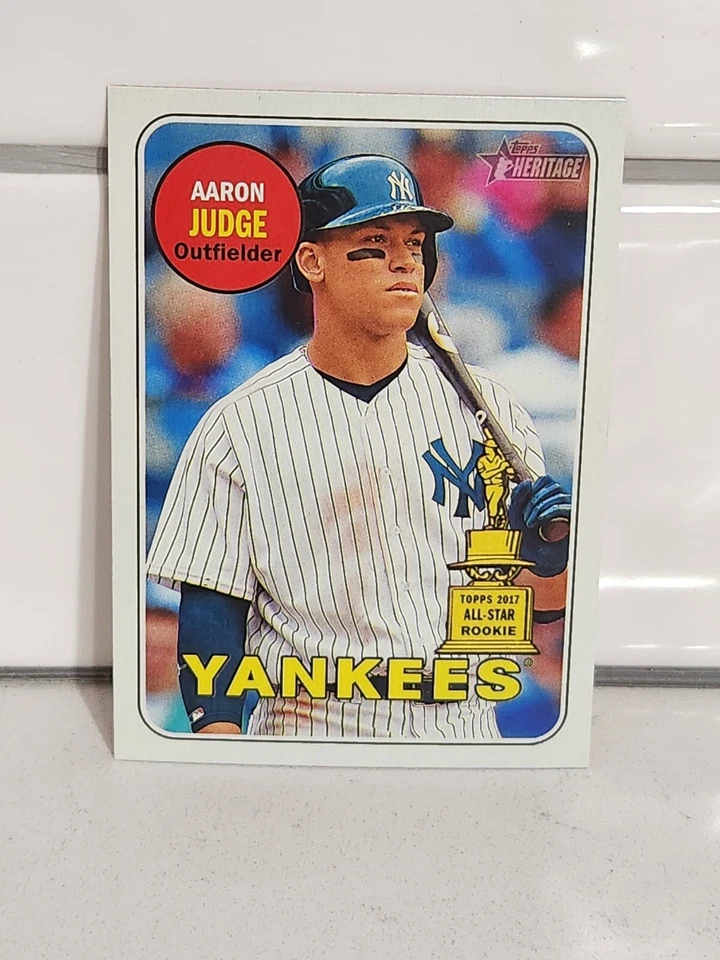 AARON
JUDGE
Outfielder
Topps
HERITAGE
NY
NY
TOPPS 2017
ALL-STAR
ROOKIE
YANKEES®